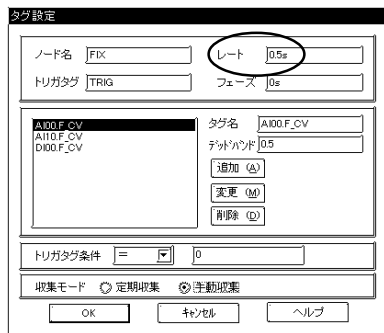 タグ設定
ノード名 FIX レート 0.5s
トリガタグ TRIG フェーズ 0s
AI00.F_CV
AI10.F_CV
DI00.F_CV
タグ名 AI00.F_CV
デッドバンド 0.5
追加 (A)
変更 (M)
削除 (D)
トリガタグ条件 = 0
収集モード 定期収集 手動収集
OK キャンセル ヘルプ